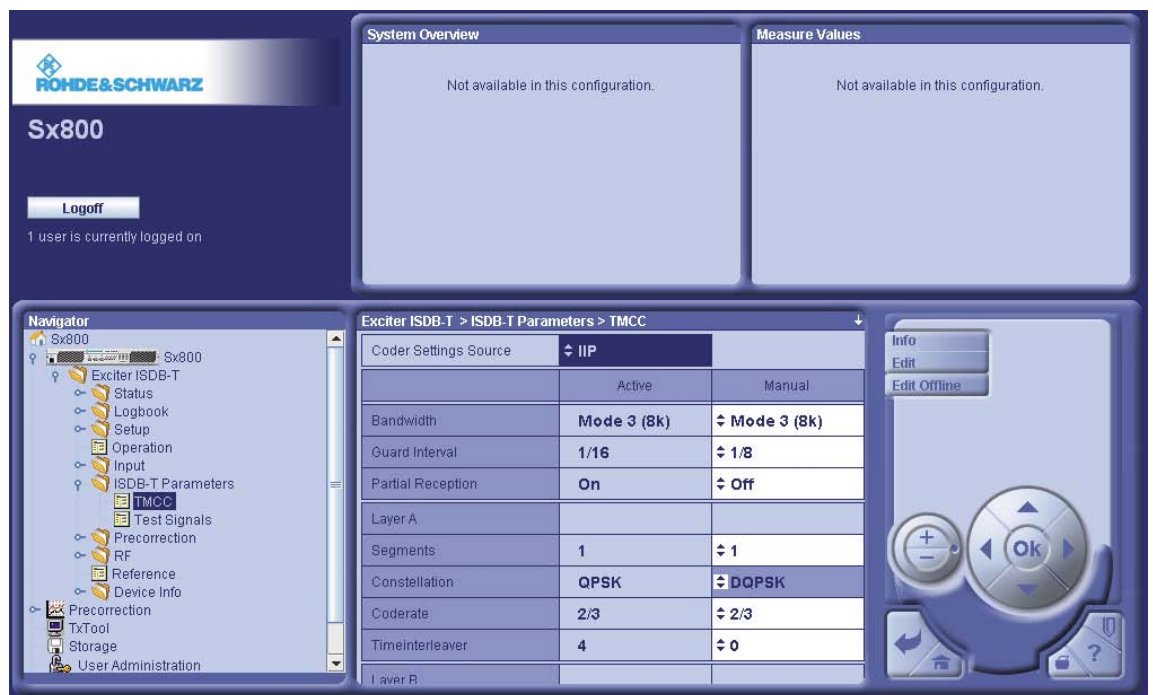 ROHDE&SCHWARZ
Sx800
Logoff
1 user is currently logged on
System Overview
Not available in this configuration.
Measure Values
Not available in this configuration.
Navigator
Sx800
Sx800
Exciter ISDB-T
Status
Logbook
Setup
Operation
Input
ISDB-T Parameters
TMCC
Test Signals
Precorrection
RF
Reference
Device Info
Precorrection
TxTool
Storage
User Administration
Exciter ISDB-T > ISDB-T Parameters > TMCC
Coder Settings Source IIP
Active Manual
Bandwidth Mode 3 (8k) Mode 3 (8k)
Guard Interval 1/16 1/8
Partial Reception On Off
Layer A
Segments 1 1
Constellation QPSK DQPSK
Coderate 2/3 2/3
Timeinterleaver 4 0
Layer B
Info
Edit
Edit Offline
+
−
Ok
?